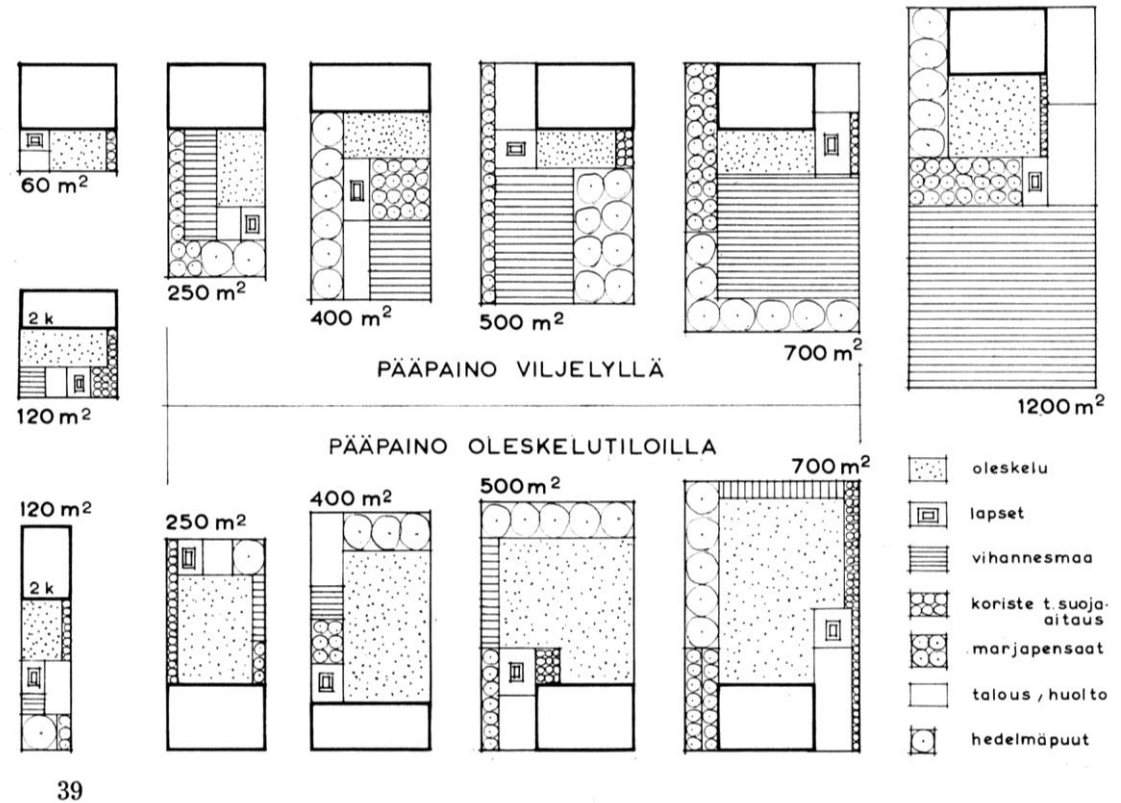 60 m²
250 m²
400 m²
500 m²
700 m²
1200 m²
2 k
120 m²
PÄÄPAINO VILJELYLLÄ
PÄÄPAINO OLESKELUTILOILLA
120 m²
2 k
250 m²
400 m²
500 m²
700 m²
oleskelu
lapset
vihannesmaa
koriste t. suoja-
aitaus
marjapensaat
talous / huolto
hedelmäpuut
39